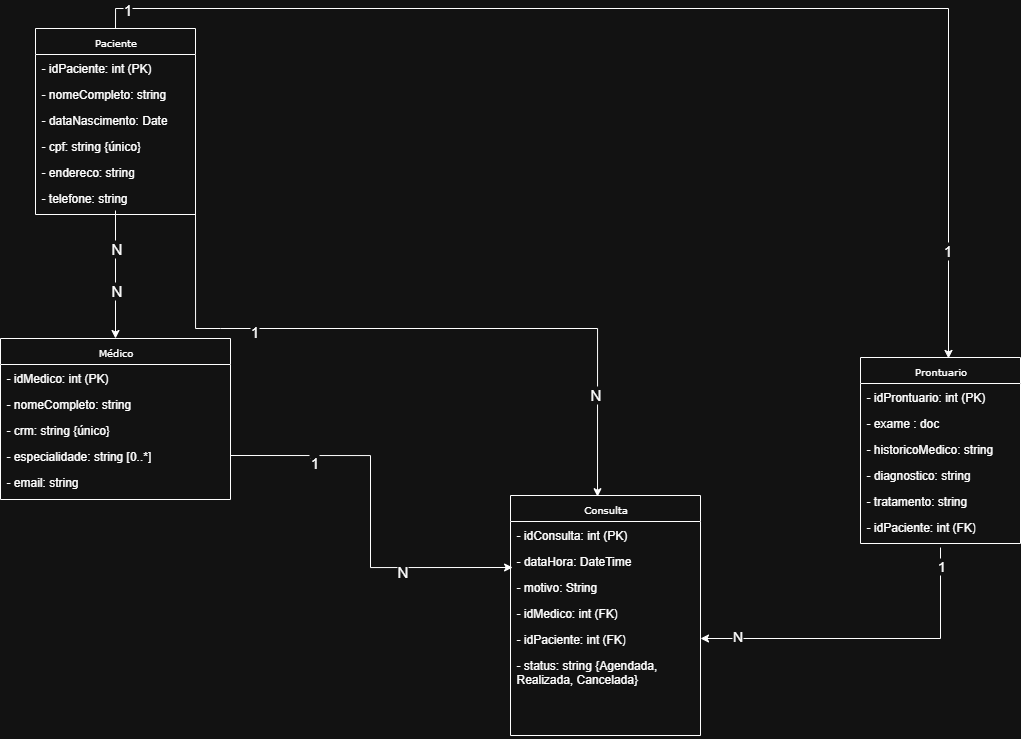 1
Paciente
- idPaciente: int (PK)
- nomeCompleto: string
- dataNascimento: Date
- cpf: string {único}
- endereco: string
- telefone: string
N
N
1
1
N
Médico
- idMedico: int (PK)
- nomeCompleto: string
- crm: string {único}
- especialidade: string [0..*]
- email: string
1
N
Prontuario
- idProntuario: int (PK)
- exame : doc
- historicoMedico: string
- diagnostico: string
- tratamento: string
- idPaciente: int (FK)
1
N
Consulta
- idConsulta: int (PK)
- dataHora: DateTime
- motivo: String
- idMedico: int (FK)
- idPaciente: int (FK)
- status: string {Agendada,
Realizada, Cancelada}